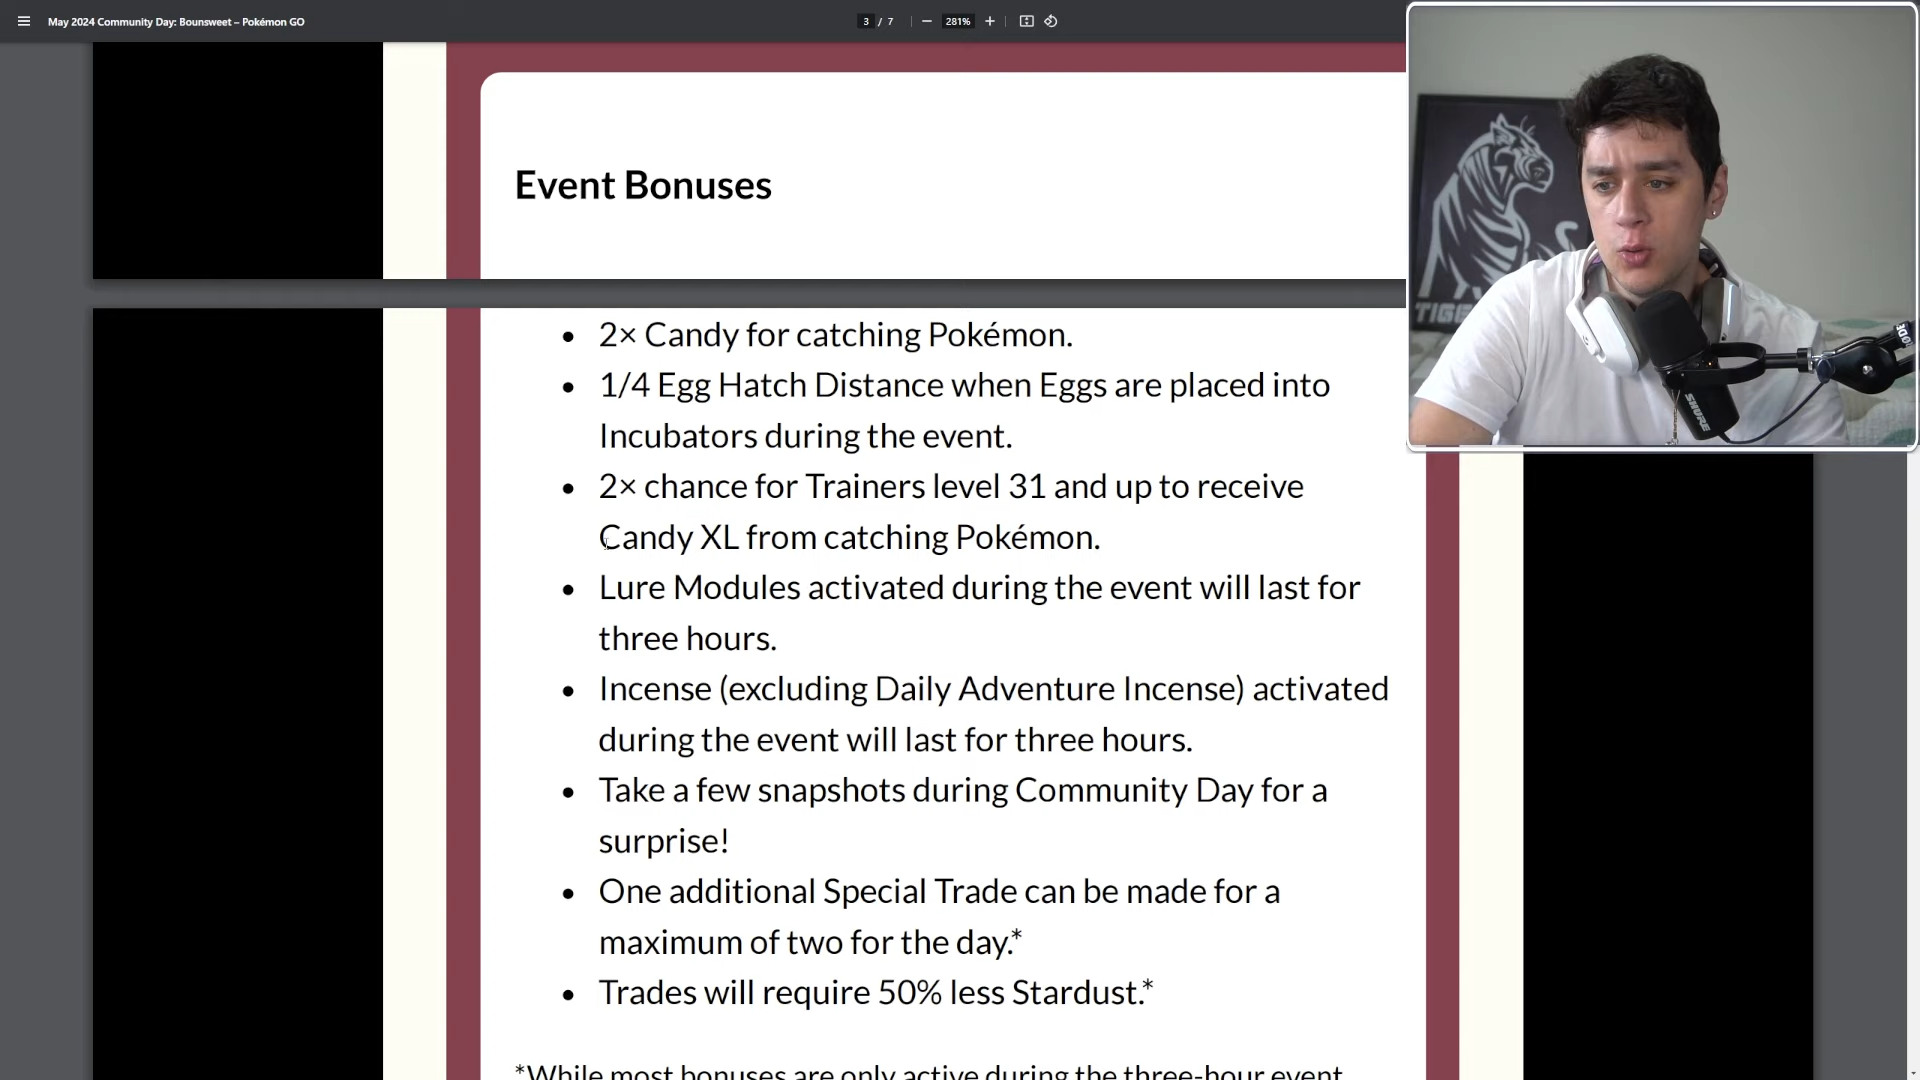 May 2024 Community Day: Bounsweet – Pokémon GO
3 / 7
281%
Event Bonuses
• 2× Candy for catching Pokémon.
• 1/4 Egg Hatch Distance when Eggs are placed into
Incubators during the event.
• 2× chance for Trainers level 31 and up to receive
Candy XL from catching Pokémon.
• Lure Modules activated during the event will last for
three hours.
• Incense (excluding Daily Adventure Incense) activated
during the event will last for three hours.
• Take a few snapshots during Community Day for a
surprise!
• One additional Special Trade can be made for a
maximum of two for the day.*
• Trades will require 50% less Stardust.*
*While most bonuses are only active during the three-hour event
SHURE